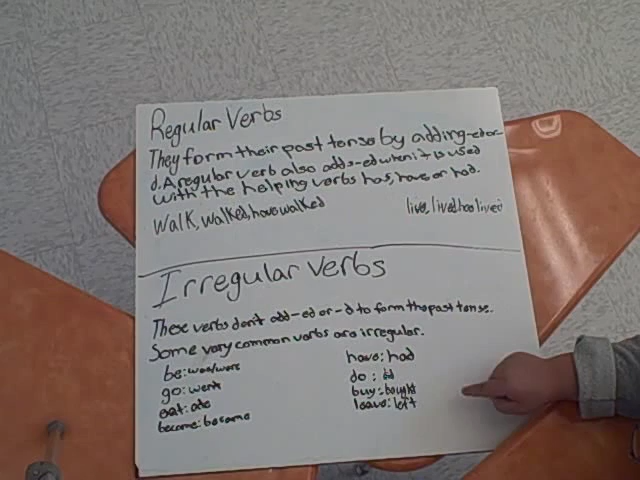 Regular Verbs
They form their past tense by adding -ed or -
d. A regular verb also adds -ed when it is used
with the helping verbs has, have or had.
Walk, walked, have walked
live, lived, has lived
Irregular verbs
These verbs don't add -ed or -d to form the past tense.
Some vary common verbs are irregular.
be: was/were
go: went
eat: ate
become: became
have: had
do: did
buy: bought
leave: left